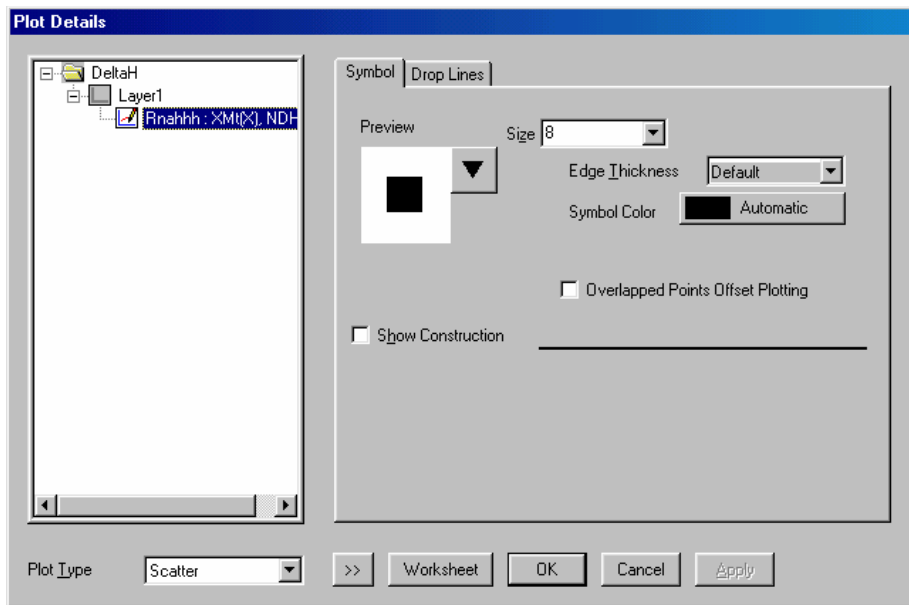 Plot Details
DeltaH
Layer1
Rnahhh : XMt(X), NDH
Symbol
Drop Lines
Preview
Size 8
Edge Thickness Default
Symbol Color Automatic
Overlapped Points Offset Plotting
Show Construction
Plot Type Scatter >> Worksheet OK Cancel Apply